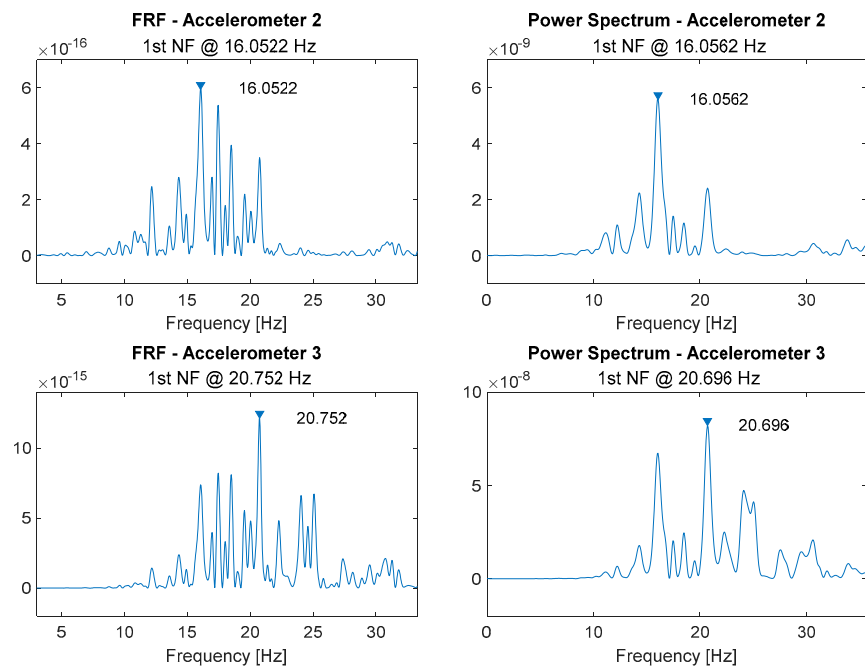 FRF - Accelerometer 2
1st NF @ 16.0522 Hz
×10-16
16.0522
6
4
2
0
5 10 15 20 25 30
Frequency [Hz]
Power Spectrum - Accelerometer 2
1st NF @ 16.0562 Hz
×10-9
16.0562
6
4
2
0
0 10 20 30
Frequency [Hz]
FRF - Accelerometer 3
1st NF @ 20.752 Hz
×10-15
20.752
10
5
0
5 10 15 20 25 30
Frequency [Hz]
Power Spectrum - Accelerometer 3
1st NF @ 20.696 Hz
×10-8
20.696
10
5
0
0 10 20 30
Frequency [Hz]